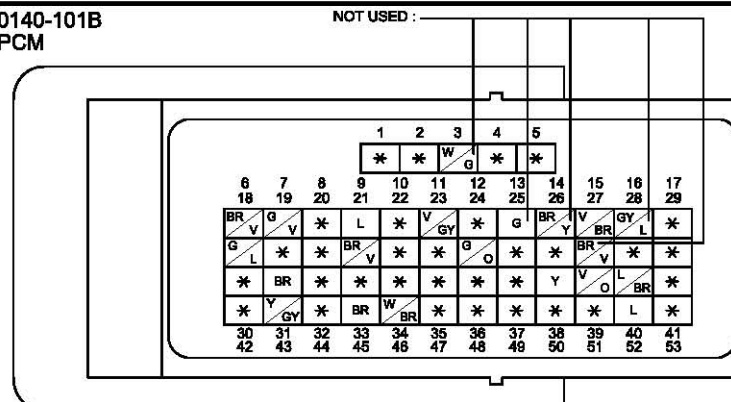 0140-101B
PCM
NOT USED :
1 2 3 4 5
* * W G * *
6 7 8 9 10 11 12 13 14 15 16 17
18 19 20 21 22 23 24 25 26 27 28 29
BR V G V * L * V GY * G BR Y V BR GY L *
G L * * BR V * * G O * * BR V * *
* BR * * * * * * Y V O L BR *
* Y GY * BR W BR * * * * * L *
30 31 32 33 34 35 36 37 38 39 40 41
42 43 44 45 46 47 48 49 50 51 52 53